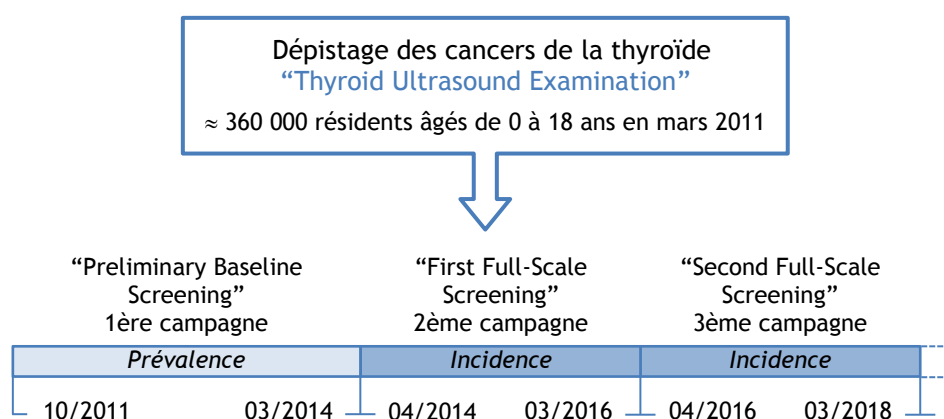 Dépistage des cancers de la thyroïde
“Thyroid Ultrasound Examination”
≈ 360 000 résidents âgés de 0 à 18 ans en mars 2011
“Preliminary Baseline
Screening”
1ère campagne
“First Full-Scale
Screening”
2ème campagne
“Second Full-Scale
Screening”
3ème campagne
Prévalence
Incidence
Incidence
10/2011
03/2014
04/2014
03/2016
04/2016
03/2018